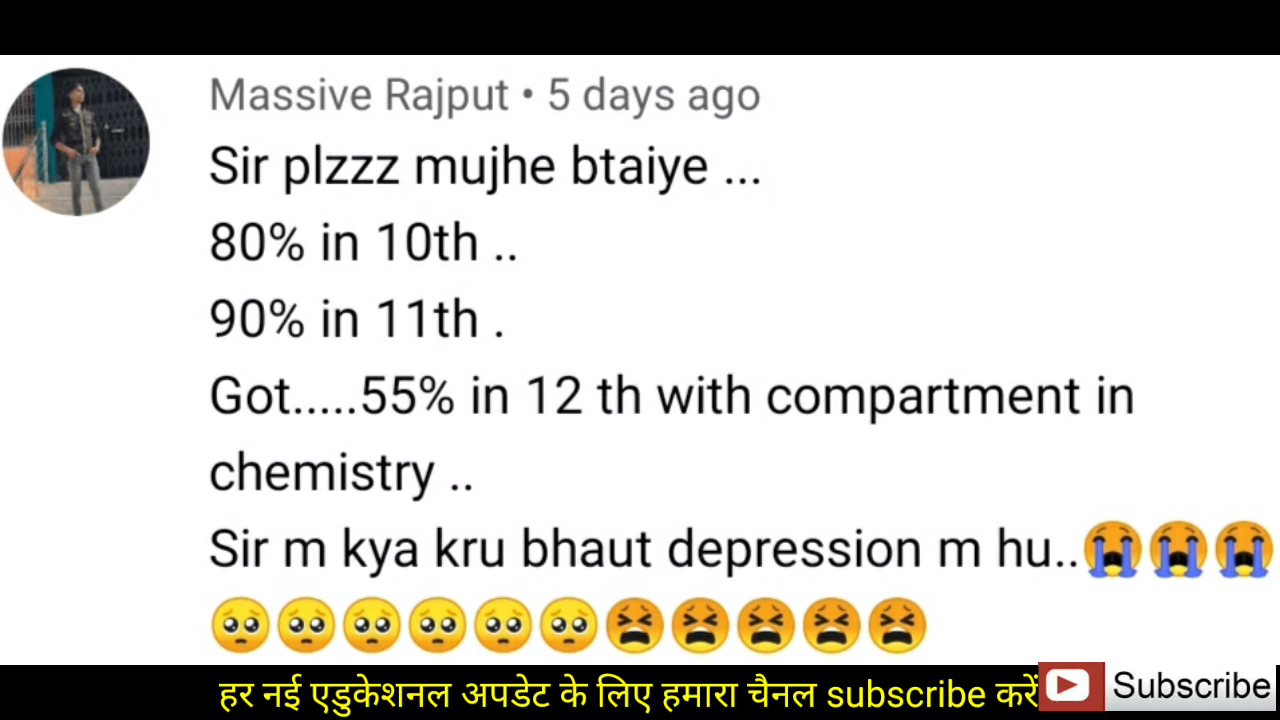 Massive Rajput • 5 days ago
Sir plzzz mujhe btaiye ...
80% in 10th ..
90% in 11th .
Got.....55% in 12 th with compartment in
chemistry ..
Sir m kya kru bhaut depression m hu..😭😭😭
🥺🥺🥺🥺🥺🥺😫😫😫😫😫
हर नई एडुकेशनल अपडेट के लिए हमारा चैनल subscribe करें Subscribe